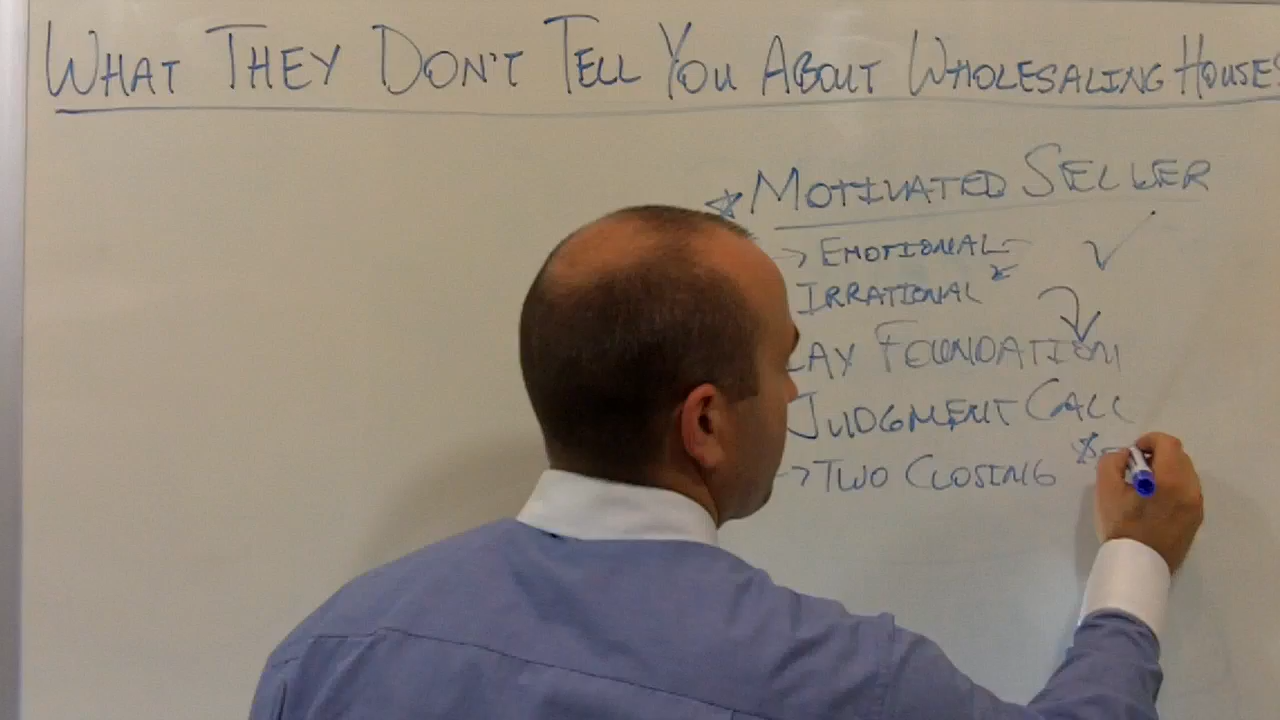 WHAT THEY DON'T TELL YOU ABOUT WHOLESALING HOUSES
* MOTIVATED SELLER
→ EMOTIONAL ✓
IRRATIONAL
LAY FOUNDATION
JUDGMENT CALL
→ TWO CLOSING